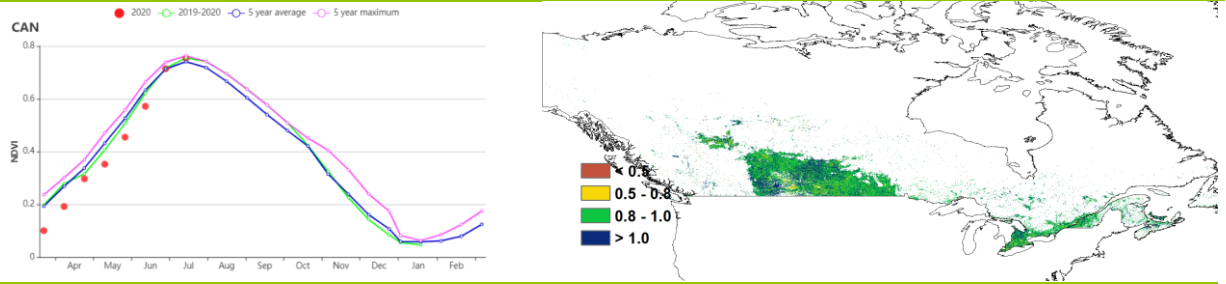 2020 2019-2020 5 year average 5 year maximum
CAN
0.8
0.6
0.4
0.2
0
NDVI
Apr May Jun Jul Aug Sep Oct Nov Dec Jan Feb
< 0.5
0.5 - 0.8
0.8 - 1.0
> 1.0